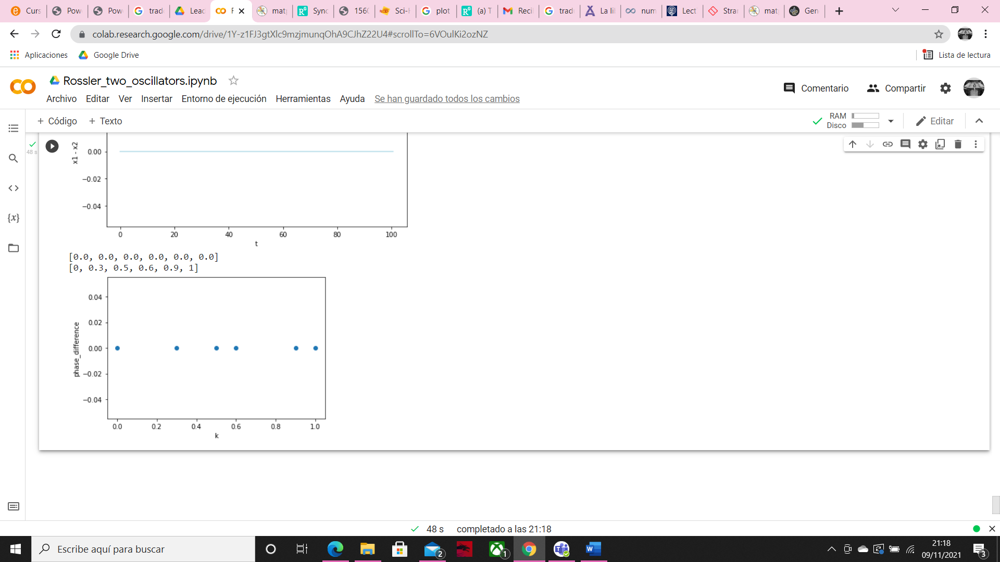 Curs
Pow
Pow
trad
Lead
F
mat
Sync
156
Sci-H
plot
(a) T
Reci
trad
La li
num
Lect
Stra
mat
Gen
colab.research.google.com/drive/1Y-z1FJ3gtXlc9mzjmunqOhA9CJhZ22U4#scrollTo=6VOulKi2ozNZ
Aplicaciones
Google Drive
Lista de lectura
Rossler_two_oscillators.ipynb
Comentario
Compartir
Archivo Editar Ver Insertar Entorno de ejecución Herramientas Ayuda Se han guardado todos los cambios
+ Código + Texto
RAM
Disco
Editar
48 s
x1 - x2
0.00
−0.02
−0.04
0 20 40 60 80 100
t
[0.0, 0.0, 0.0, 0.0, 0.0, 0.0]
[0, 0.3, 0.5, 0.6, 0.9, 1]
phase_difference
0.04
0.02
0.00
−0.02
−0.04
0.0 0.2 0.4 0.6 0.8 1.0
k
48 s completado a las 21:18
Escribe aquí para buscar
2
1
21:18
09/11/2021
3